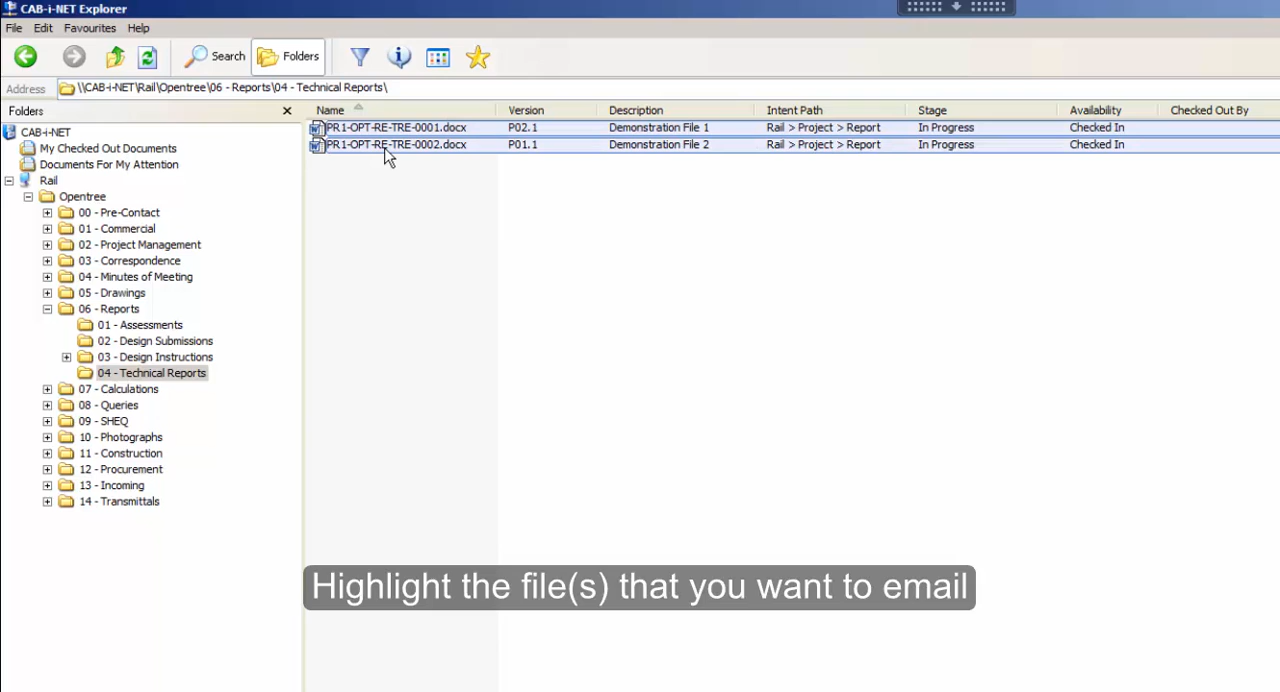 CAB-i-NET Explorer
File Edit Favourites Help
Search Folders
Address \\CAB-i-NET\Rail\Opentree\06 - Reports\04 - Technical Reports\
Folders
Name Version Description Intent Path Stage Availability Checked Out By
PR1-OPT-RE-TRE-0001.docx P02.1 Demonstration File 1 Rail > Project > Report In Progress Checked In
PR1-OPT-RE-TRE-0002.docx P01.1 Demonstration File 2 Rail > Project > Report In Progress Checked In
CAB-i-NET
My Checked Out Documents
Documents For My Attention
Rail
Opentree
00 - Pre-Contact
01 - Commercial
02 - Project Management
03 - Correspondence
04 - Minutes of Meeting
05 - Drawings
06 - Reports
01 - Assessments
02 - Design Submissions
03 - Design Instructions
04 - Technical Reports
07 - Calculations
08 - Queries
09 - SHEQ
10 - Photographs
11 - Construction
12 - Procurement
13 - Incoming
14 - Transmittals
Highlight the file(s) that you want to email